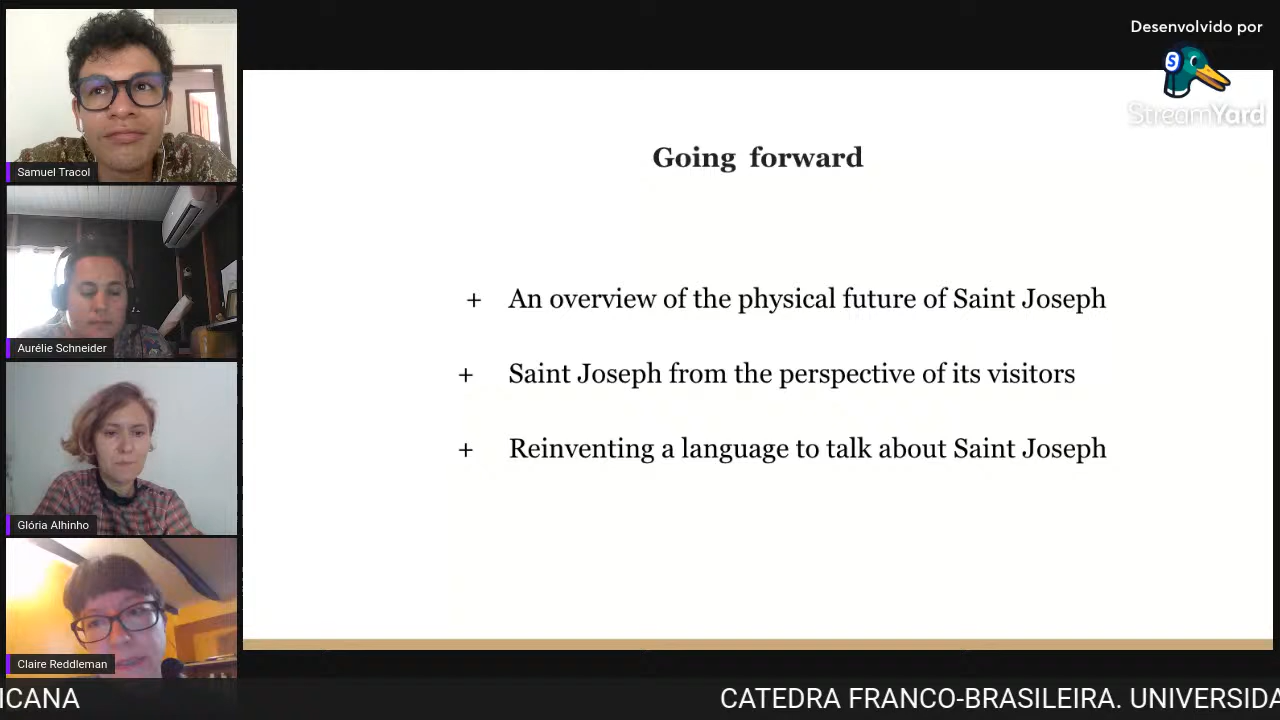 Samuel Tracol
Aurélie Schneider
Glória Alhinho
Claire Reddleman
Desenvolvido por
S
StreamYard
Going forward
+ An overview of the physical future of Saint Joseph
+ Saint Joseph from the perspective of its visitors
+ Reinventing a language to talk about Saint Joseph
ICANA CATEDRA FRANCO-BRASILEIRA. UNIVERSIDA